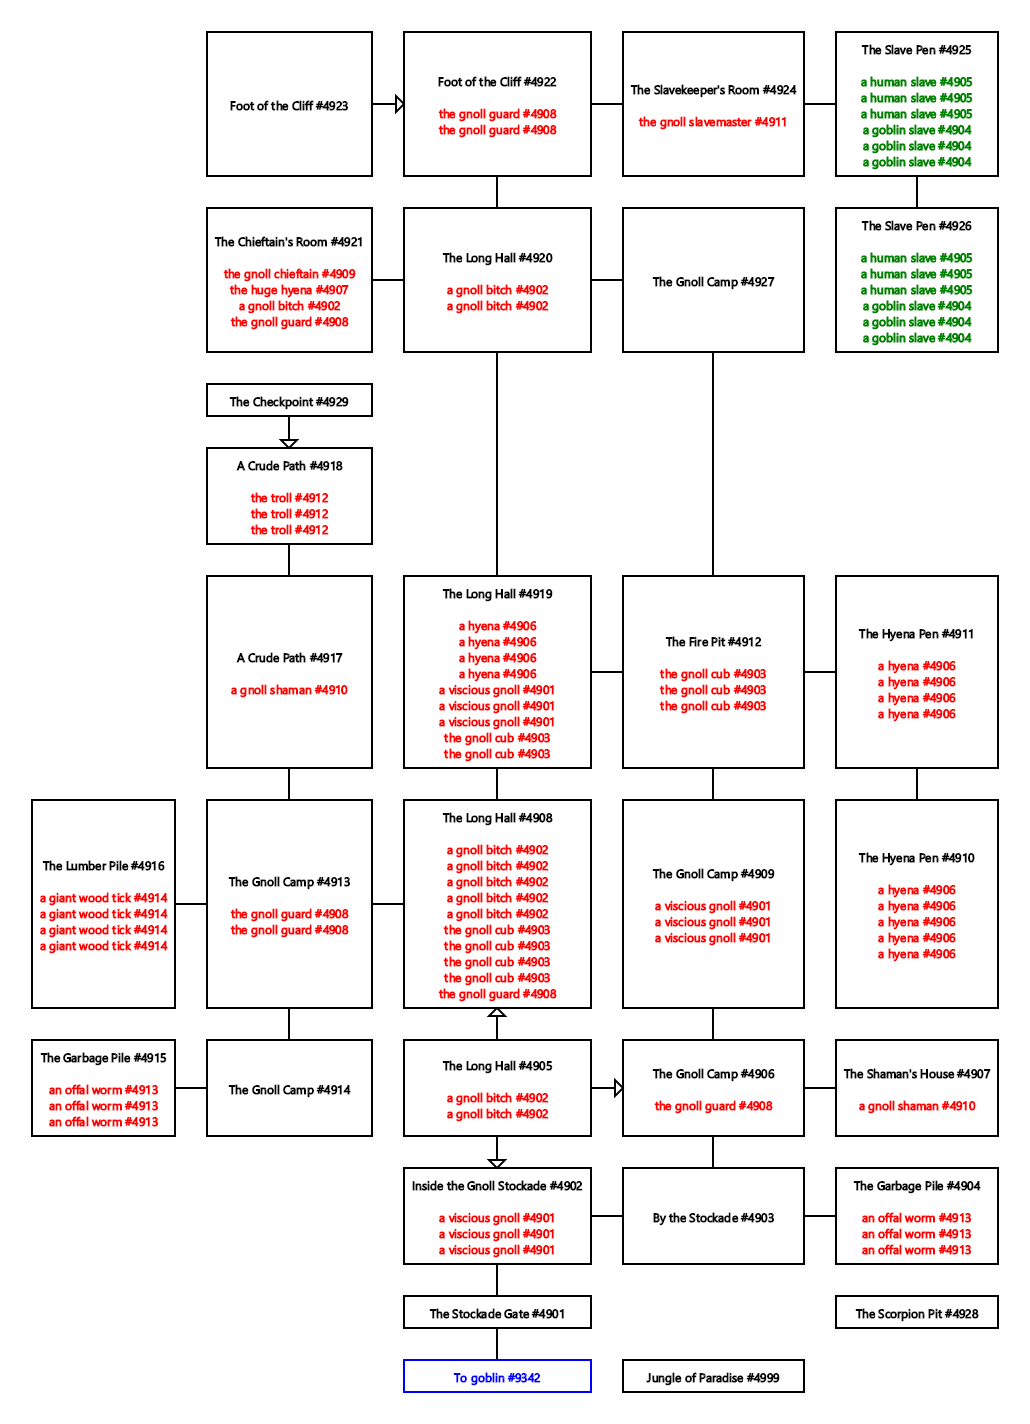 Foot of the Cliff #4923
Foot of the Cliff #4922
the gnoll guard #4908
the gnoll guard #4908
The Slavekeeper's Room #4924
the gnoll slavemaster #4911
The Slave Pen #4925
a human slave #4905
a human slave #4905
a human slave #4905
a goblin slave #4904
a goblin slave #4904
a goblin slave #4904
The Chieftain's Room #4921
the gnoll chieftain #4909
the huge hyena #4907
a gnoll bitch #4902
the gnoll guard #4908
The Long Hall #4920
a gnoll bitch #4902
a gnoll bitch #4902
The Gnoll Camp #4927
The Slave Pen #4926
a human slave #4905
a human slave #4905
a human slave #4905
a goblin slave #4904
a goblin slave #4904
a goblin slave #4904
The Checkpoint #4929
A Crude Path #4918
the troll #4912
the troll #4912
the troll #4912
A Crude Path #4917
a gnoll shaman #4910
The Long Hall #4919
a hyena #4906
a hyena #4906
a hyena #4906
a hyena #4906
a viscious gnoll #4901
a viscious gnoll #4901
a viscious gnoll #4901
the gnoll cub #4903
the gnoll cub #4903
The Fire Pit #4912
the gnoll cub #4903
the gnoll cub #4903
the gnoll cub #4903
The Hyena Pen #4911
a hyena #4906
a hyena #4906
a hyena #4906
a hyena #4906
The Lumber Pile #4916
a giant wood tick #4914
a giant wood tick #4914
a giant wood tick #4914
a giant wood tick #4914
The Gnoll Camp #4913
the gnoll guard #4908
the gnoll guard #4908
The Long Hall #4908
a gnoll bitch #4902
a gnoll bitch #4902
a gnoll bitch #4902
a gnoll bitch #4902
a gnoll bitch #4902
the gnoll cub #4903
the gnoll cub #4903
the gnoll cub #4903
the gnoll cub #4903
the gnoll guard #4908
The Gnoll Camp #4909
a viscious gnoll #4901
a viscious gnoll #4901
a viscious gnoll #4901
The Hyena Pen #4910
a hyena #4906
a hyena #4906
a hyena #4906
a hyena #4906
a hyena #4906
The Garbage Pile #4915
an offal worm #4913
an offal worm #4913
an offal worm #4913
The Gnoll Camp #4914
The Long Hall #4905
a gnoll bitch #4902
a gnoll bitch #4902
The Gnoll Camp #4906
the gnoll guard #4908
The Shaman's House #4907
a gnoll shaman #4910
Inside the Gnoll Stockade #4902
a viscious gnoll #4901
a viscious gnoll #4901
a viscious gnoll #4901
By the Stockade #4903
The Garbage Pile #4904
an offal worm #4913
an offal worm #4913
an offal worm #4913
The Stockade Gate #4901
The Scorpion Pit #4928
To goblin #9342
Jungle of Paradise #4999